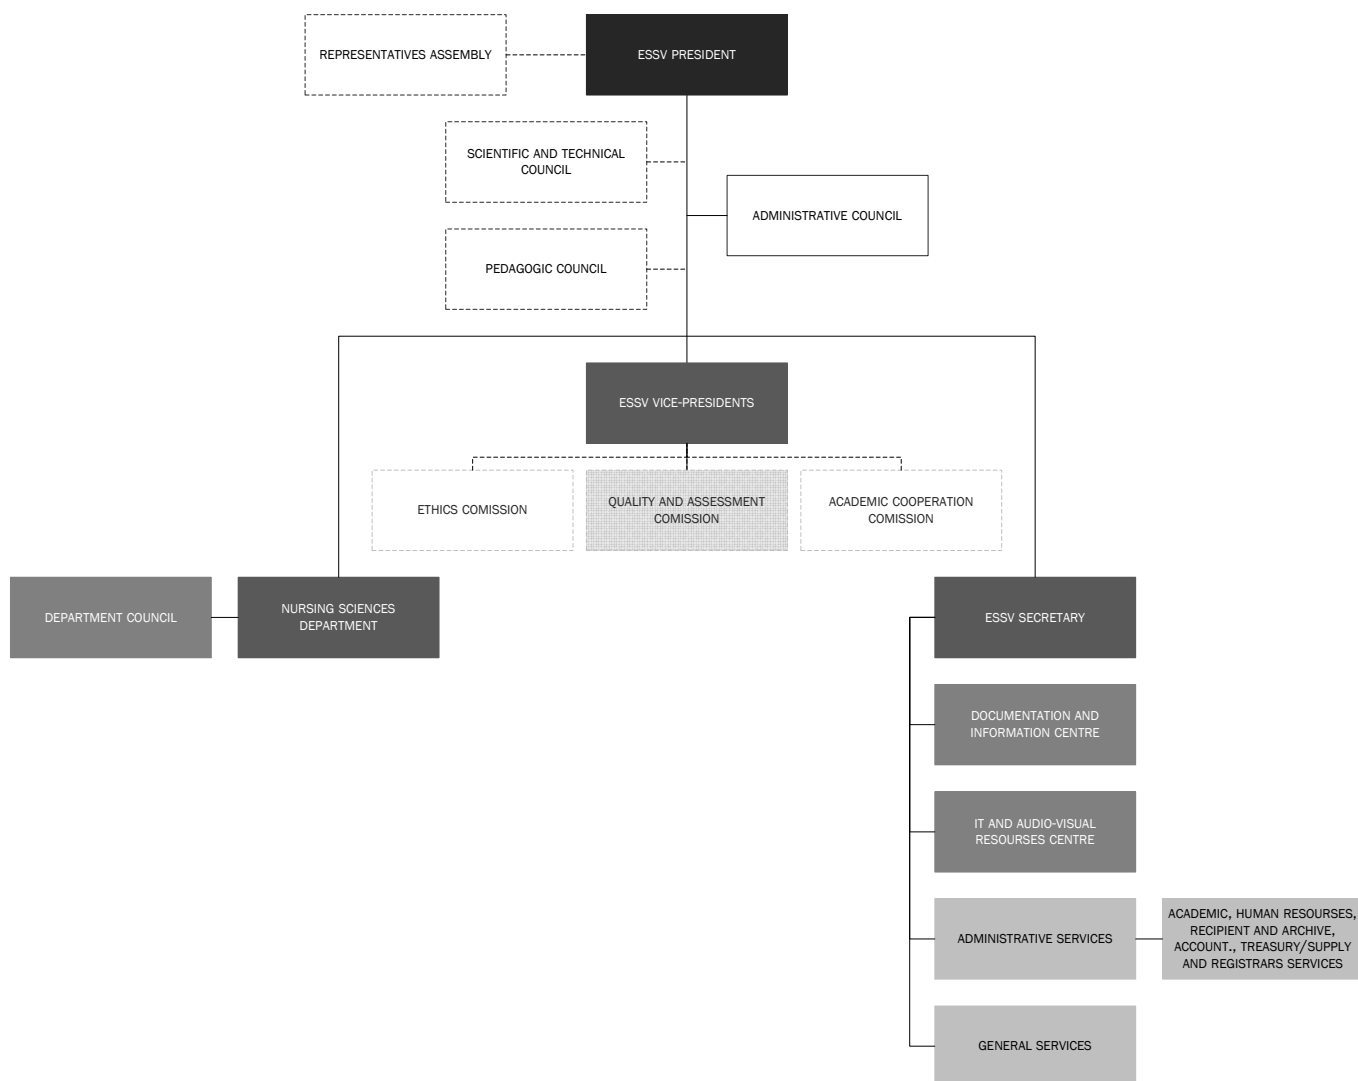 REPRESENTATIVES ASSEMBLY
ESSV PRESIDENT
SCIENTIFIC AND TECHNICAL
COUNCIL
ADMINISTRATIVE COUNCIL
PEDAGOGIC COUNCIL
ESSV VICE-PRESIDENTS
ETHICS COMISSION
QUALITY AND ASSESSMENT
COMISSION
ACADEMIC COOPERATION
COMISSION
DEPARTMENT COUNCIL
NURSING SCIENCES
DEPARTMENT
ESSV SECRETARY
DOCUMENTATION AND
INFORMATION CENTRE
IT AND AUDIO-VISUAL
RESOURSES CENTRE
ADMINISTRATIVE SERVICES
ACADEMIC, HUMAN RESOURSES,
RECIPIENT AND ARCHIVE,
ACCOUNT., TREASURY/SUPPLY
AND REGISTRARS SERVICES
GENERAL SERVICES